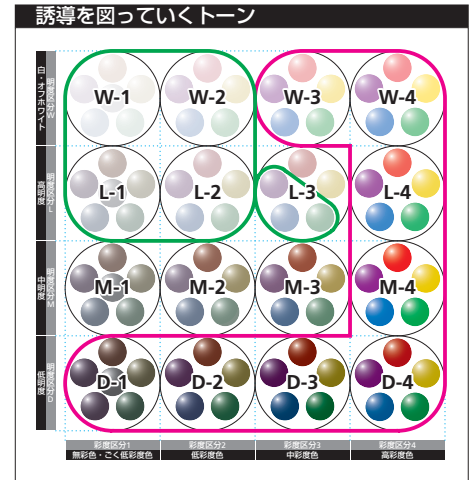 誘導を図っていくトーン
白・オフホワイト
明度区分W
W-1
W-2
W-3
W-4
高明度
明度区分L
L-1
L-2
L-3
L-4
中明度
明度区分M
M-1
M-2
M-3
M-4
低明度
明度区分D
D-1
D-2
D-3
D-4
彩度区分1
彩度区分2
彩度区分3
彩度区分4
無彩色・ごく低彩度色
低彩度色
中彩度色
高彩度色